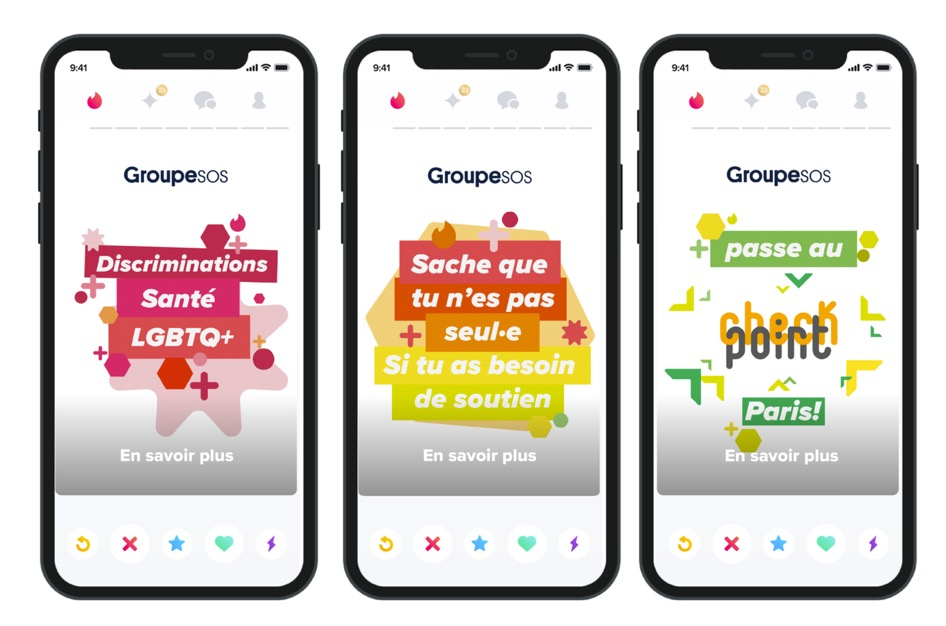 9:41
GroupeSOS
Discriminations
Santé
LGBTQ+
En savoir plus
9:41
GroupeSOS
Sache que
tu n'es pas
seul·e
Si tu as besoin
de soutien
En savoir plus
9:41
GroupeSOS
passe au
checK
point
Paris!
En savoir plus